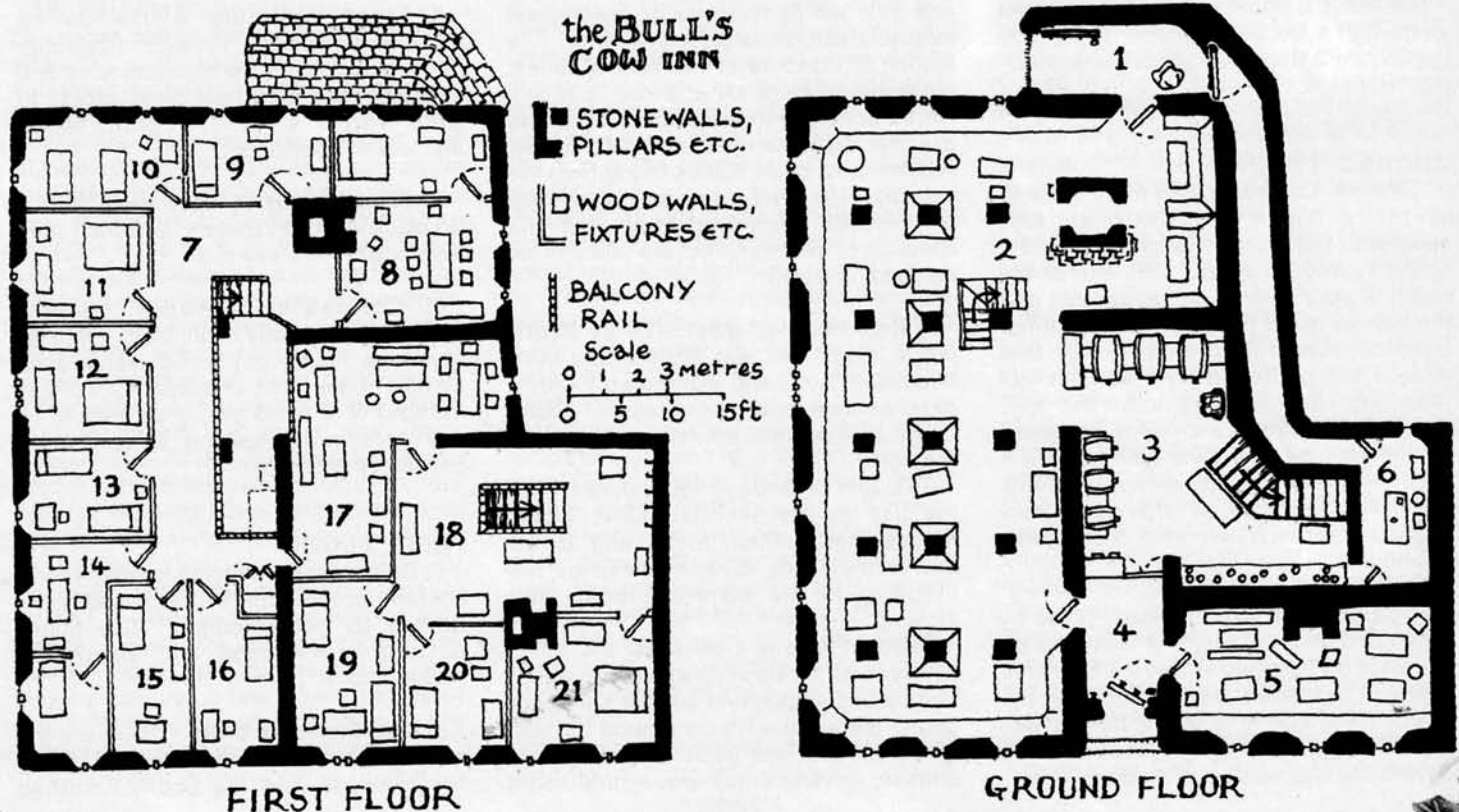 the BULL'S
COW INN
STONE WALLS,
PILLARS ETC.
WOOD WALLS,
FIXTURES ETC
BALCONY
RAIL
Scale
0 1 2 3 METRES
0 5 10 15ft
10
9
7
8
11
12
13
14
15
16
17
18
19
20
21
FIRST FLOOR
1
2
3
4
5
6
GROUND FLOOR